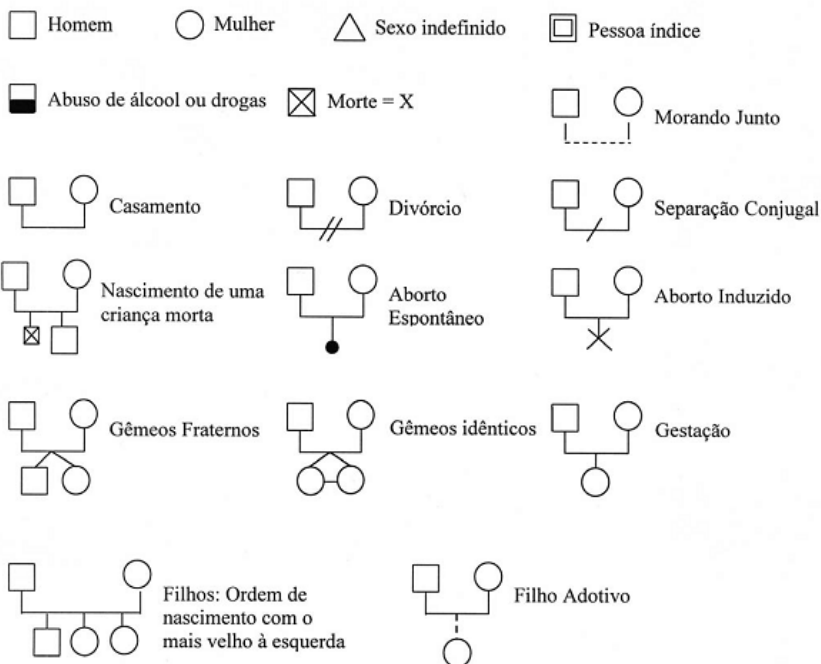 Homem
Mulher
Sexo indefinido
Pessoa índice
Abuso de álcool ou drogas
Morte = X
Morando Junto
Casamento
Divórcio
Separação Conjugal
Nascimento de uma
criança morta
Aborto
Espontâneo
Aborto Induzido
Gêmeos Fraternos
Gêmeos idênticos
Gestação
Filhos: Ordem de
nascimento com o
mais velho à esquerda
Filho Adotivo